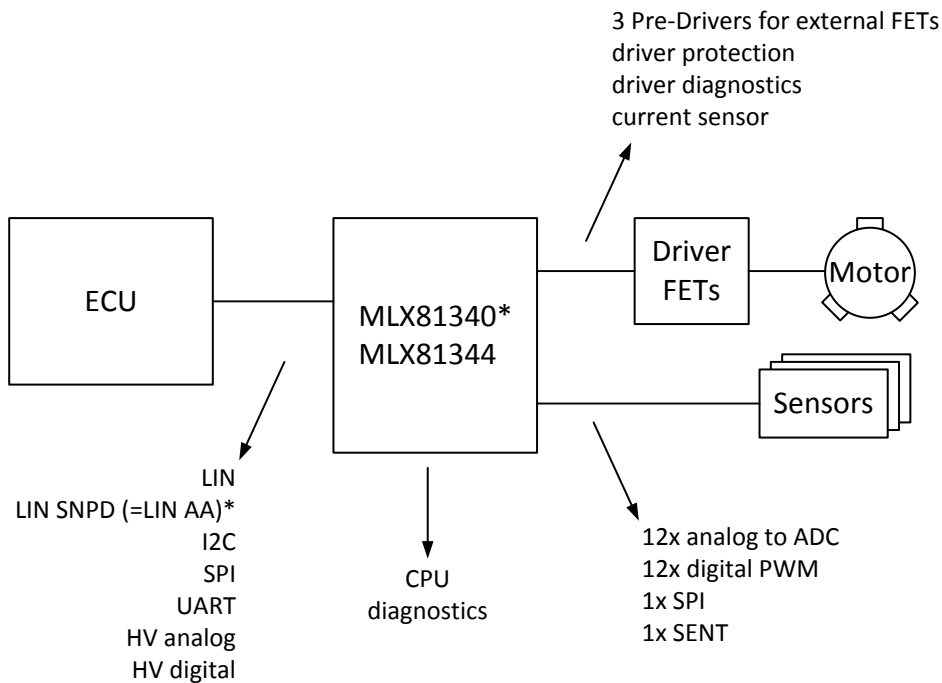 3 Pre-Drivers for external FETs
driver protection
driver diagnostics
current sensor
ECU
MLX81340*
MLX81344
Driver
FETs
Motor
Sensors
LIN
LIN SNPD (=LIN AA)*
I2C
SPI
UART
HV analog
HV digital
CPU
diagnostics
12x analog to ADC
12x digital PWM
1x SPI
1x SENT